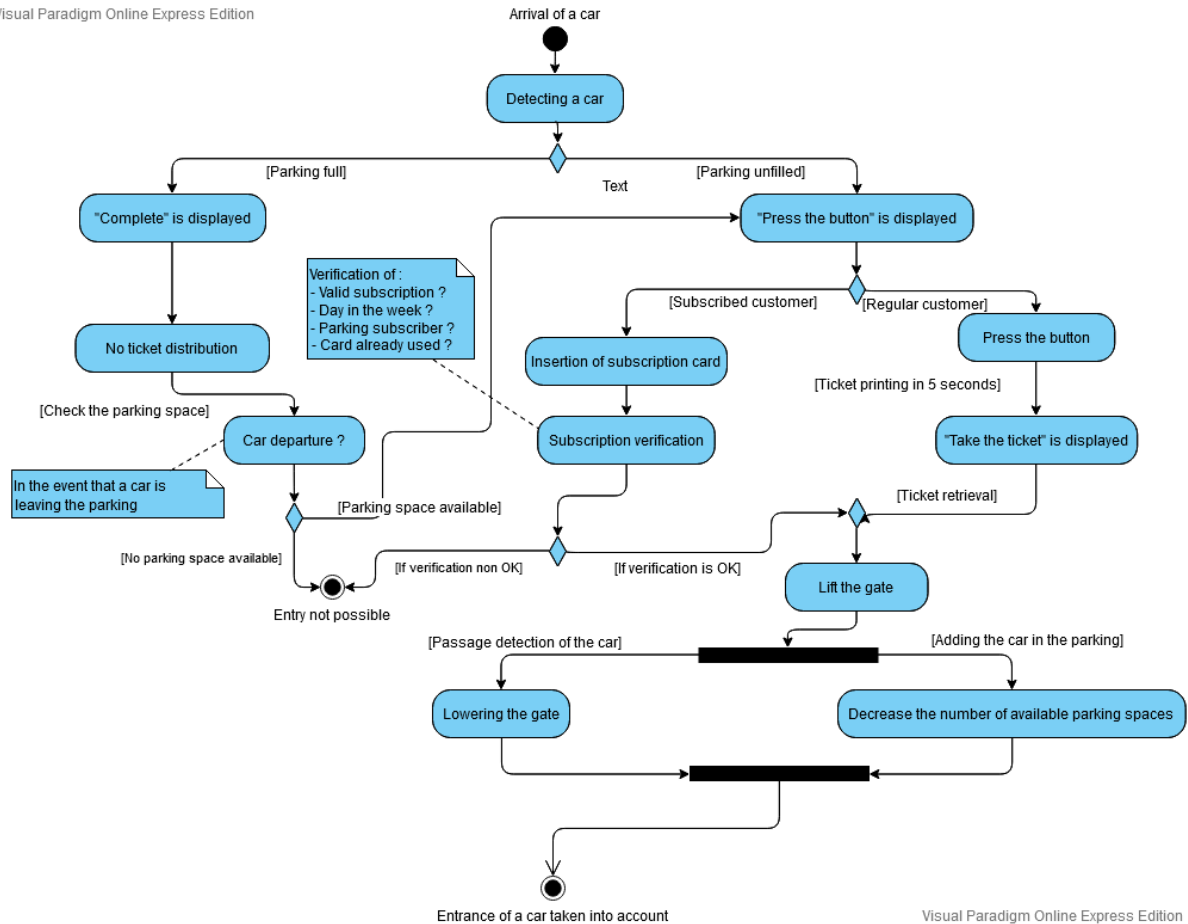 Visual Paradigm Online Express Edition
Arrival of a car
Detecting a car
[Parking full]
[Parking unfilled]
Text
"Complete" is displayed
"Press the button" is displayed
Verification of :
- Valid subscription ?
- Day in the week ?
- Parking subscriber ?
- Card already used ?
[Subscribed customer]
[Regular customer]
No ticket distribution
Insertion of subscription card
Press the button
[Check the parking space]
[Ticket printing in 5 seconds]
Car departure ?
Subscription verification
"Take the ticket" is displayed
In the event that a car is
leaving the parking
[Parking space available]
[Ticket retrieval]
[No parking space available]
[If verification non OK]
[If verification is OK]
Lift the gate
Entry not possible
[Passage detection of the car]
[Adding the car in the parking]
Lowering the gate
Decrease the number of available parking spaces
Entrance of a car taken into account
Visual Paradigm Online Express Edition